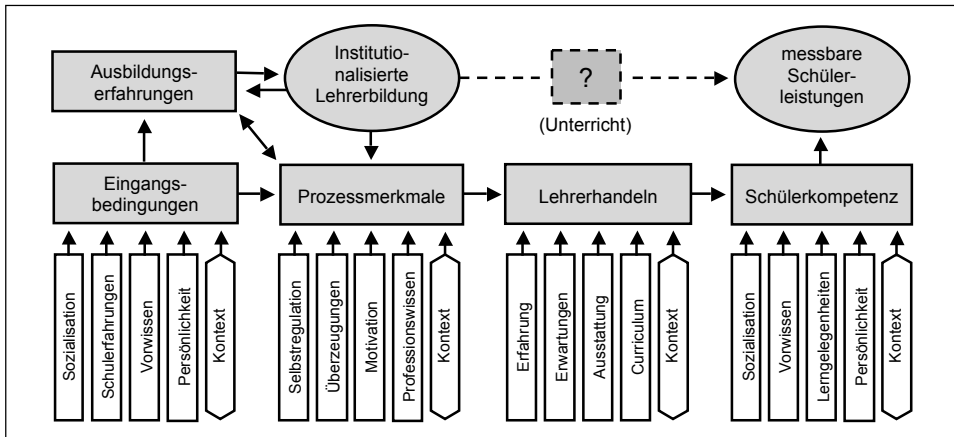 Ausbildungs-
erfahrungen
Institutio-
nalisierte
Lehrerbildung
?
(Unterricht)
messbare
Schüler-
leistungen
Eingangs-
bedingungen
Prozessmerkmale
Lehrerhandeln
Schülerkompetenz
Sozialisation
Schulerfahrungen
Vorwissen
Persönlichkeit
Kontext
Selbstregulation
Überzeugungen
Motivation
Professionswissen
Kontext
Erfahrung
Erwartungen
Ausstattung
Curriculum
Kontext
Sozialisation
Vorwissen
Lerngelegenheiten
Persönlichkeit
Kontext